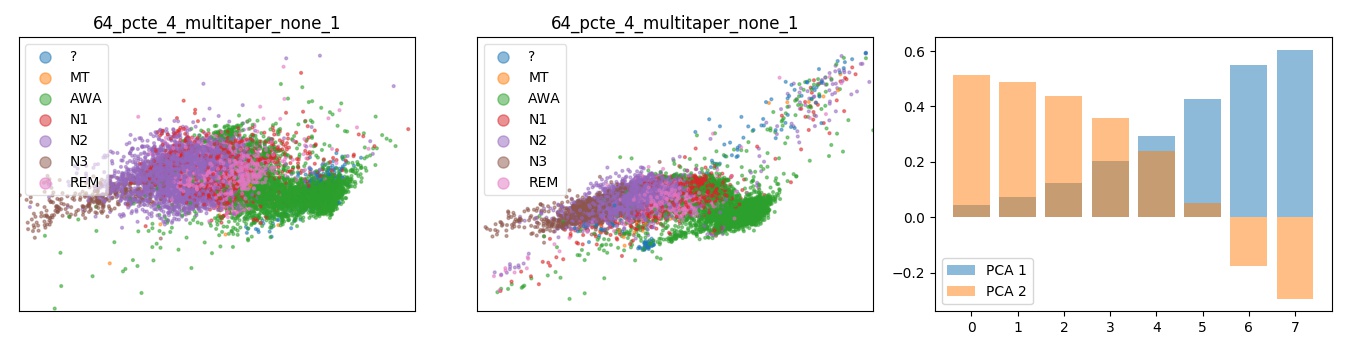 64_pcte_4_multitaper_none_1
?
MT
AWA
N1
N2
N3
REM
64_pcte_4_multitaper_none_1
?
MT
AWA
N1
N2
N3
REM
0.6
0.4
0.2
0.0
−0.2
PCA 1
PCA 2
0 1 2 3 4 5 6 7